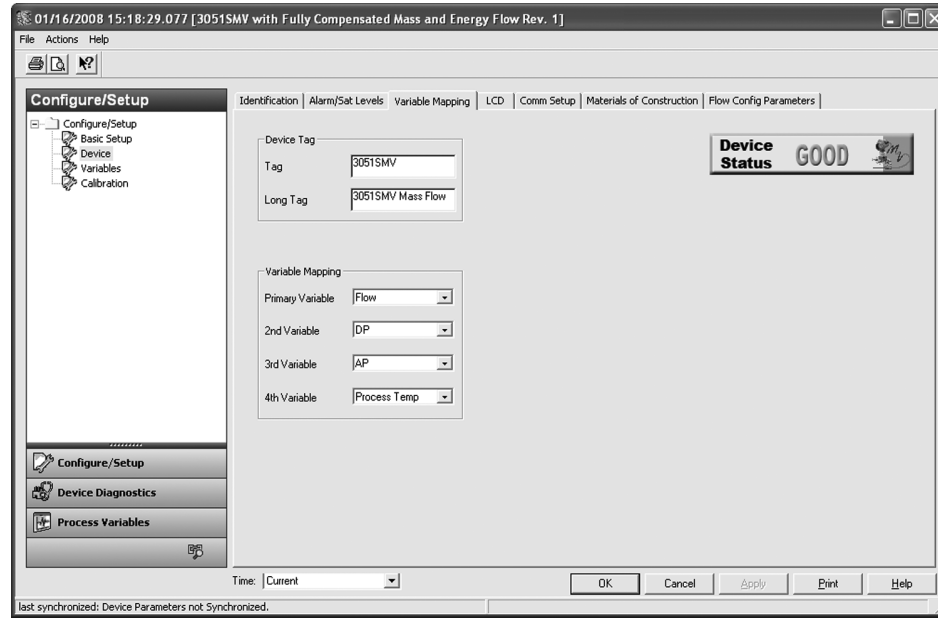 01/16/2008 15:18:29.077 [3051SMV with Fully Compensated Mass and Energy Flow Rev. 1]
File Actions Help
Configure/Setup
Configure/Setup
Basic Setup
Device
Variables
Calibration
Configure/Setup
Device Diagnostics
Process Variables
Identification Alarm/Sat Levels Variable Mapping LCD Comm Setup Materials of Construction Flow Config Parameters
Device Tag
Tag 3051SMV
Long Tag 3051SMV Mass Flow
Device Status GOOD
Variable Mapping
Primary Variable Flow
2nd Variable DP
3rd Variable AP
4th Variable Process Temp
Time: Current
OK Cancel Apply Print Help
last synchronized: Device Parameters not Synchronized.